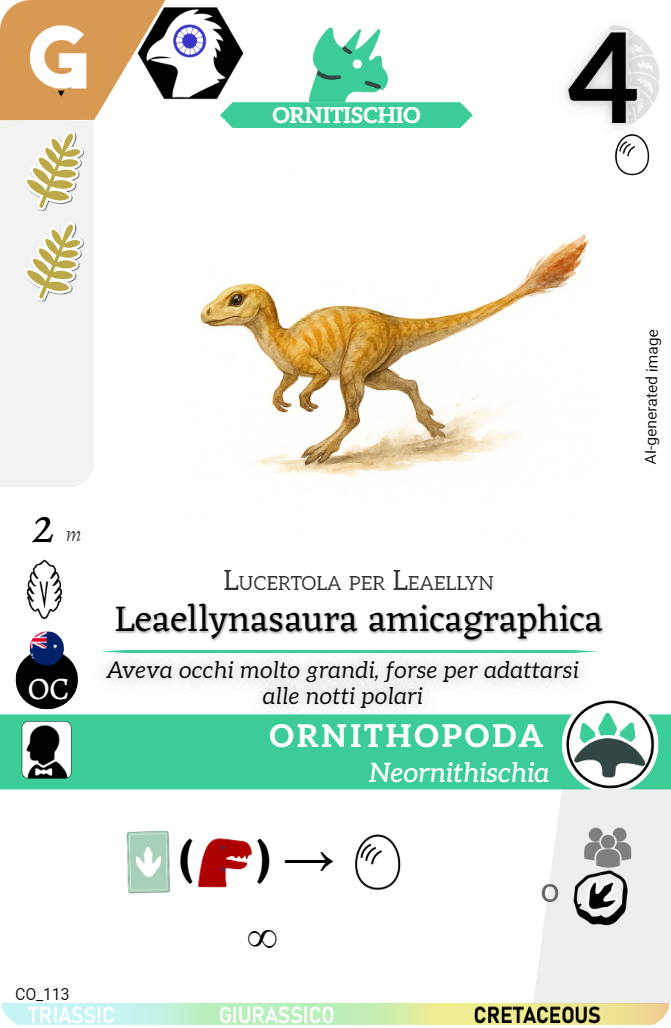 G
ORNITISCHIO
4
AI-generated image
2 m
Lucertola per Leaellyn
Leaellynasaura amicagraphica
OC
Aveva occhi molto grandi, forse per adattarsi
alle notti polari
ORNITHOPODA
Neornithischia
( ) →
∞
O
CO_113
TRIASSIC GIURASSICO CRETACEOUS